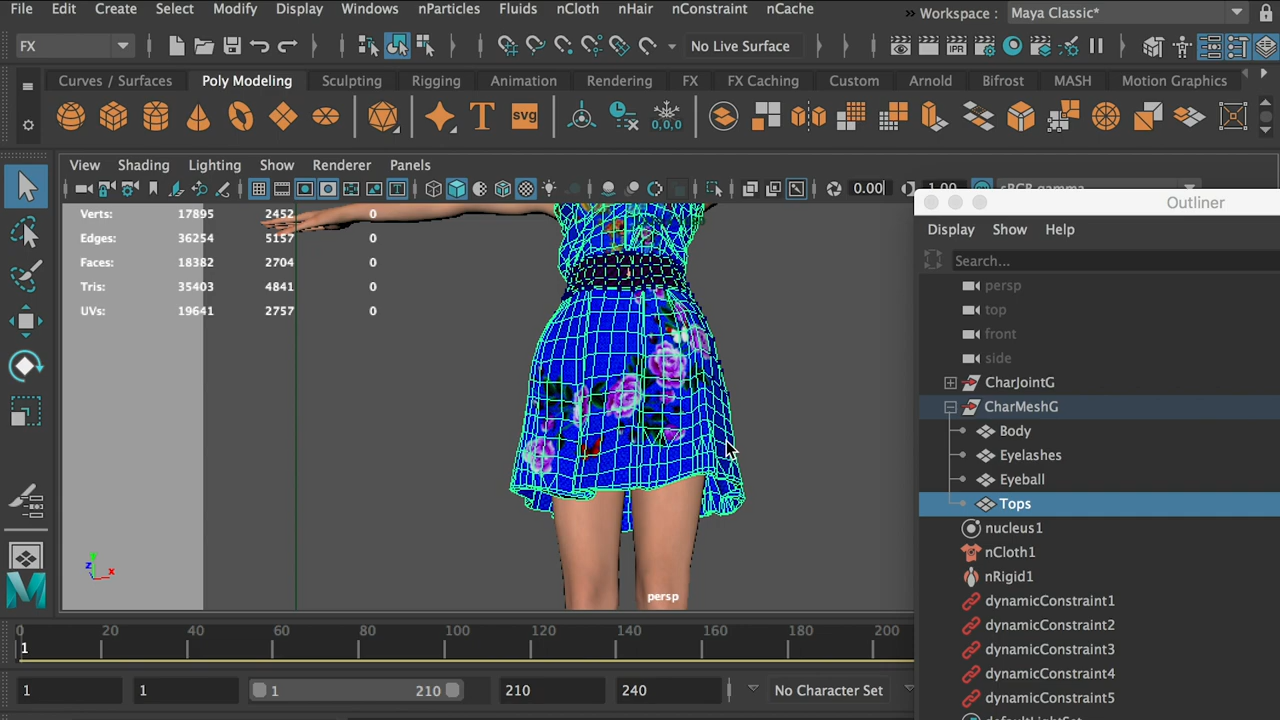 File Edit Create Select Modify Display Windows nParticles Fluids nCloth nHair nConstraint nCache » Workspace : Maya Classic*
FX No Live Surface IPR
Curves / Surfaces Poly Modeling Sculpting Rigging Animation Rendering FX FX Caching Custom Arnold Bifrost MASH Motion Graphics
T svg 0,0,0
View Shading Lighting Show Renderer Panels
0.00 1.00 sRGB gamma
Verts: 17895 2452 0
Edges: 36254 5157 0
Faces: 18382 2704 0
Tris: 35403 4841 0
UVs: 19641 2757 0
z y x
persp
M
Outliner
Display Show Help
Search...
persp
top
front
side
CharJointG
CharMeshG
Body
Eyelashes
Eyeball
Tops
nucleus1
nCloth1
nRigid1
dynamicConstraint1
dynamicConstraint2
dynamicConstraint3
dynamicConstraint4
dynamicConstraint5
0 20 40 60 80 100 120 140 160 180 200
1
1 1 1 210 210 240 No Character Set